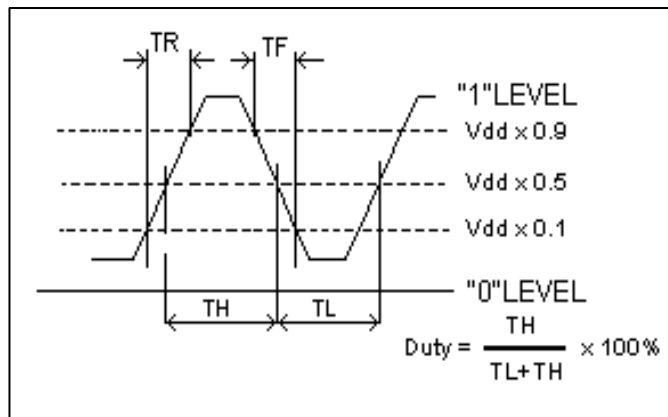 TR
TF
"1"LEVEL
Vdd x 0.9
Vdd x 0.5
Vdd x 0.1
"0"LEVEL
TH
TL
Duty = TH / TL+TH x 100%